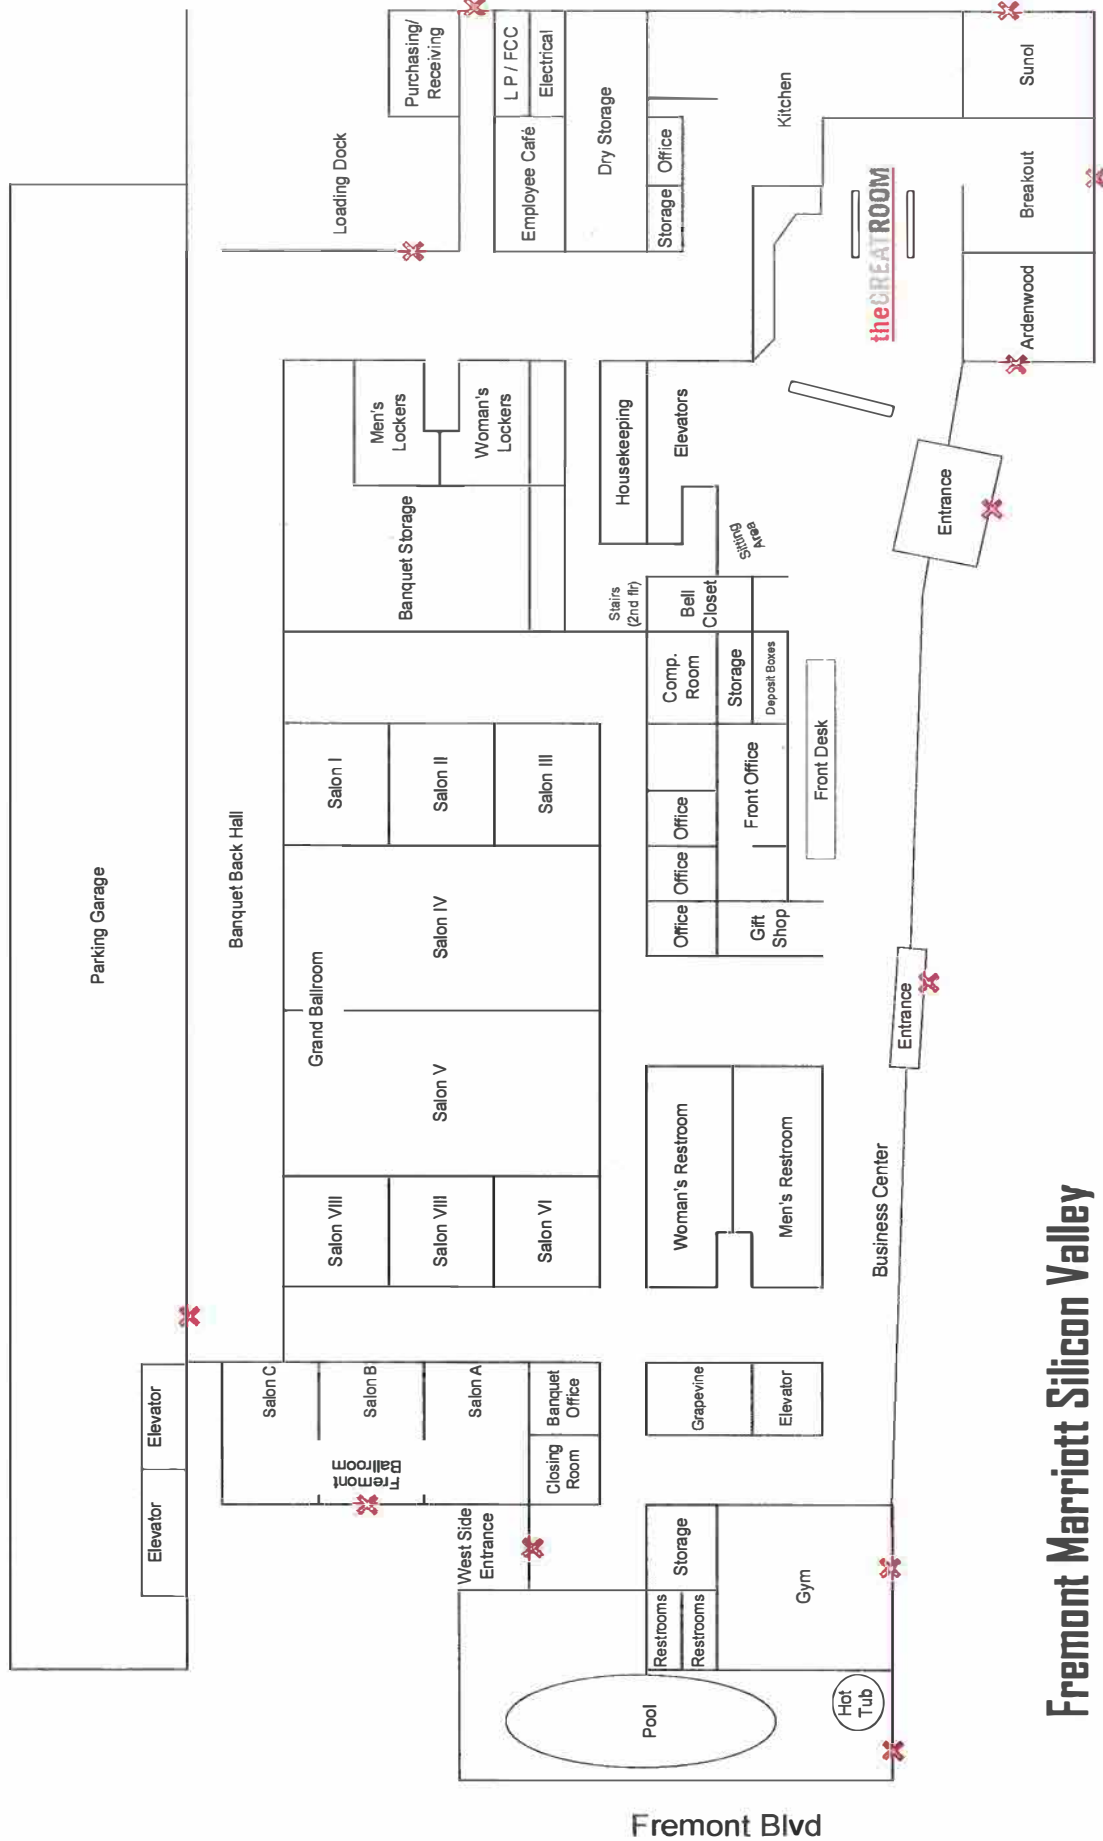 Parking Garage
Elevator
Elevator
Banquet Back Hall
Loading Dock
Purchasing/
Receiving
L P / FCC
Electrical
Employee Café
Dry Storage
Storage
Office
Kitchen
Sunol
Breakout
Ardenwood
theGREATROOM
Men's
Lockers
Woman's
Lockers
Banquet Storage
Housekeeping
Elevators
Sitting
Area
Stairs
(2nd flr)
Bell
Closet
Comp.
Room
Storage
Deposit Boxes
Front Desk
Front Office
Office
Office
Office
Gift
Shop
Entrance
Entrance
Salon I
Salon II
Salon III
Salon IV
Grand Ballroom
Salon V
Salon VIII
Salon VIII
Salon VI
Woman's Restroom
Men's Restroom
Business Center
Salon C
Salon B
Salon A
Fremont
Ballroom
Banquet
Office
Closing
Room
Grapevine
Elevator
West Side
Entrance
Storage
Restrooms
Restrooms
Gym
Pool
Hot
Tub
Fremont Blvd
Fremont Marriott Silicon Valley